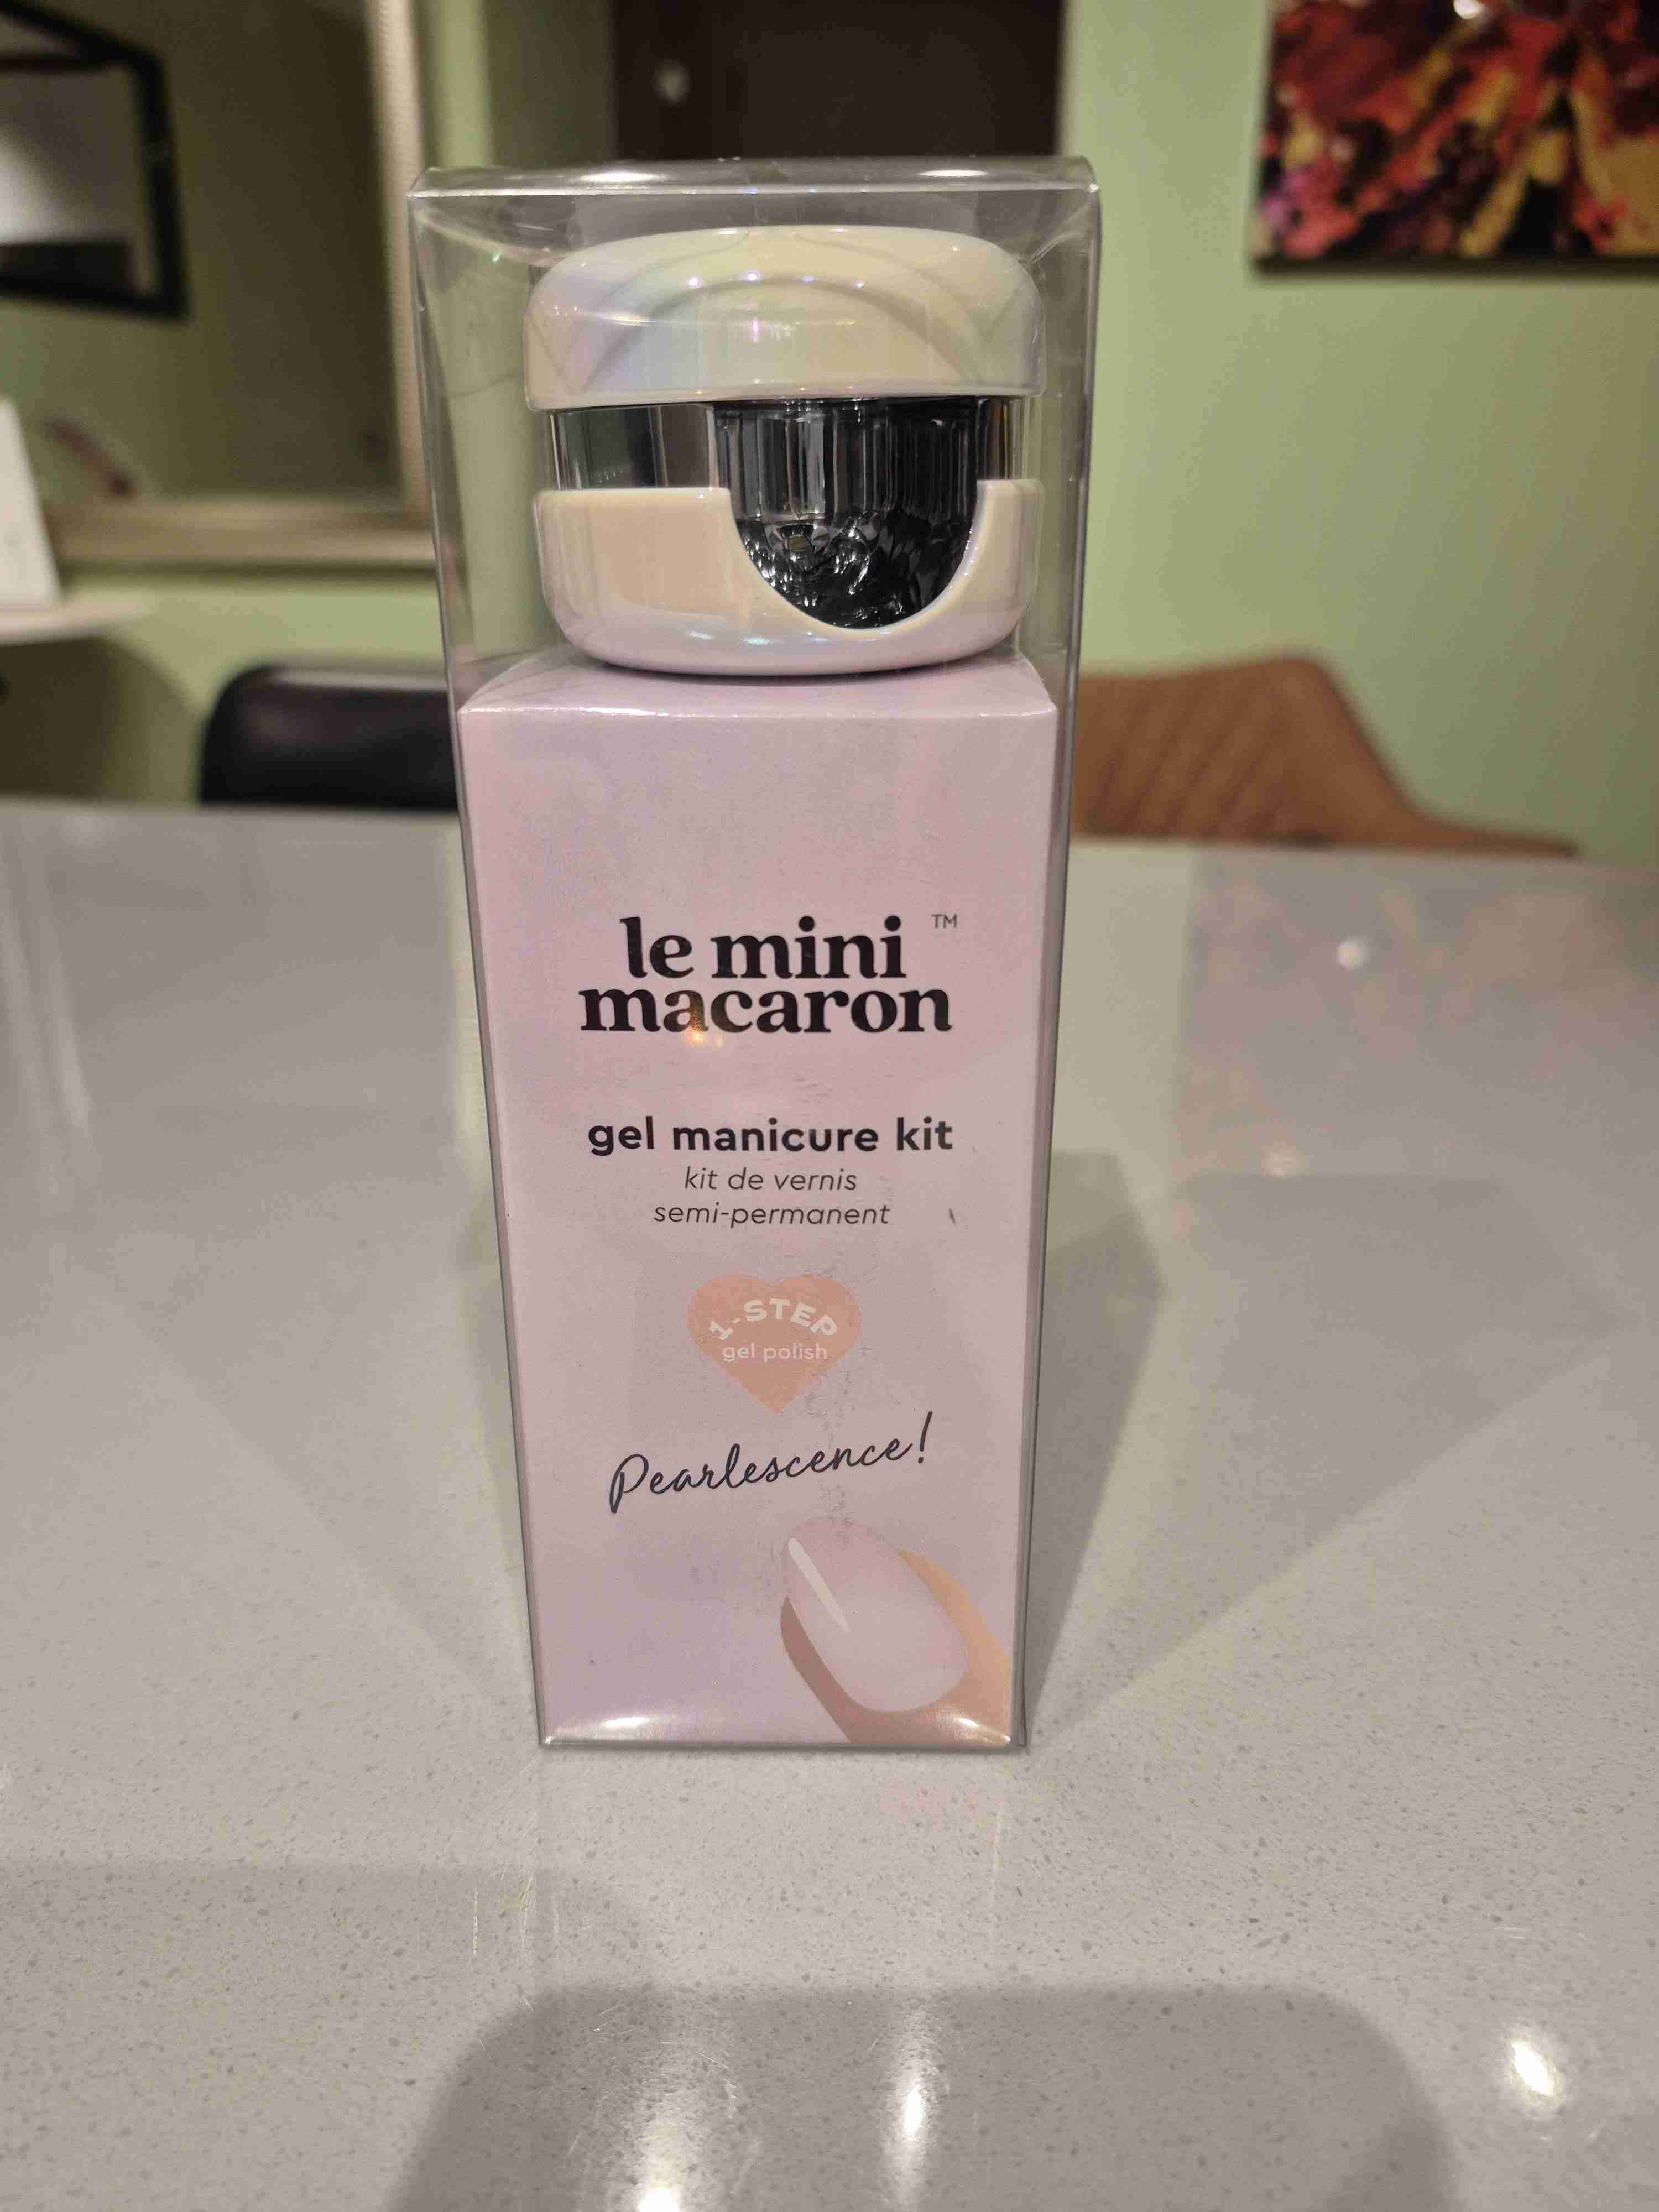 le mini ™
macaron
gel manicure kit
kit de vernis
semi-permanent
1-STEP
gel polish
Pearlescence!